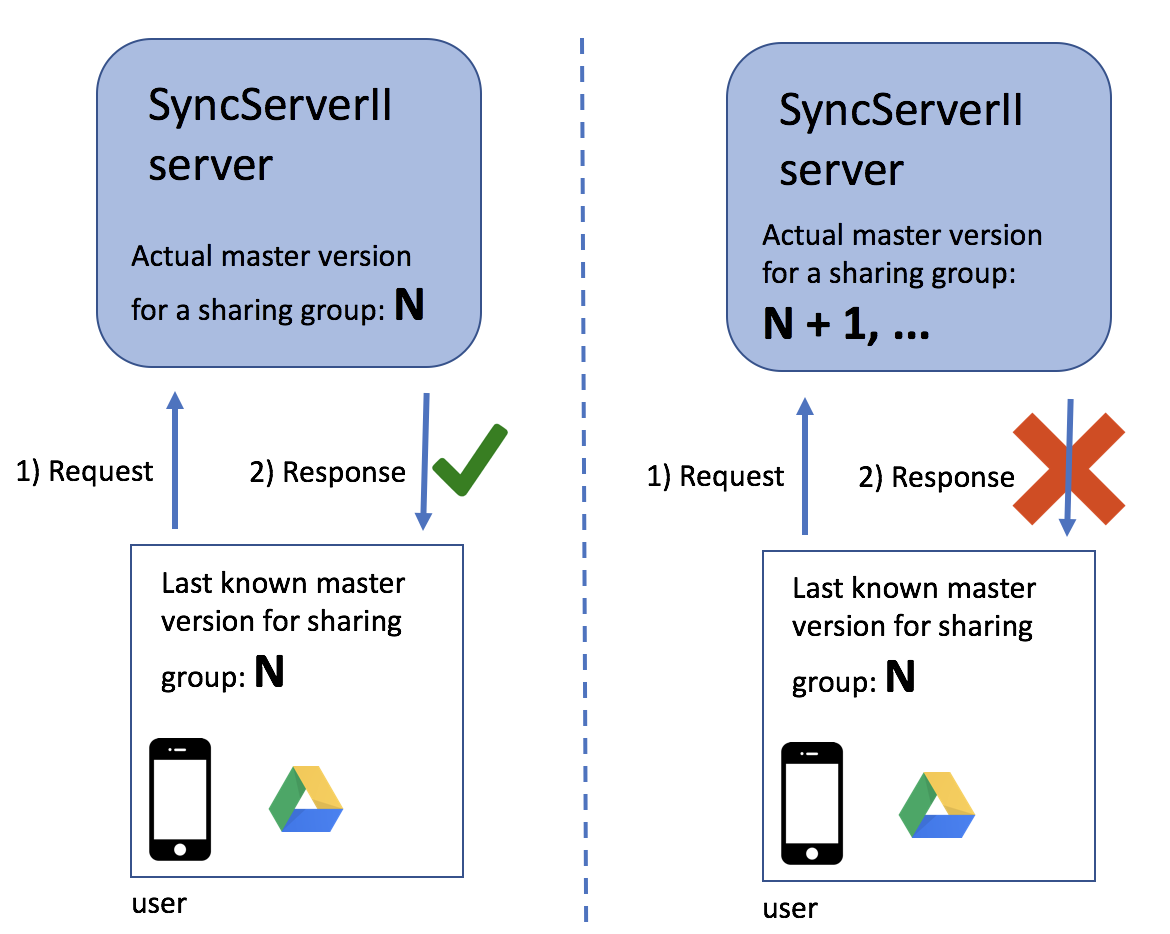 SyncServerII
server
Actual master version
for a sharing group: N
1) Request
2) Response
Last known master
version for sharing
group: N
user
SyncServerII
server
Actual master version
for a sharing group:
N + 1, ...
1) Request
2) Response
Last known master
version for sharing
group: N
user